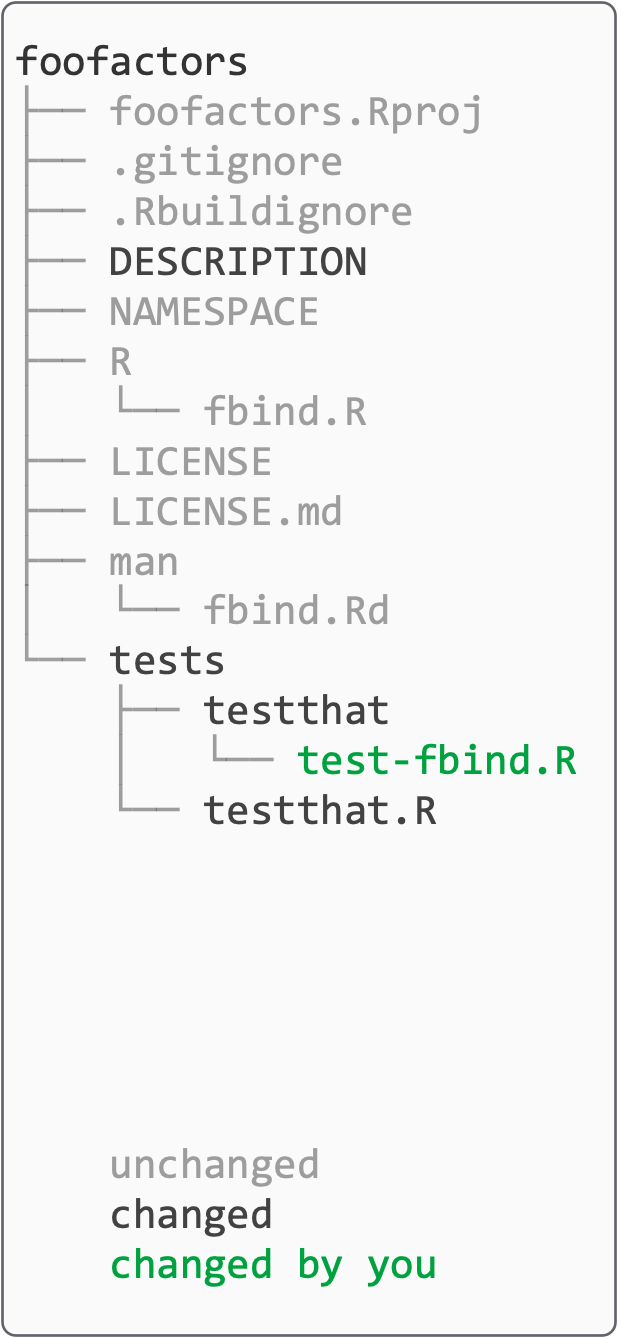 foofactors
foofactors.Rproj
.gitignore
.Rbuildignore
DESCRIPTION
NAMESPACE
R
fbind.R
LICENSE
LICENSE.md
man
fbind.Rd
tests
testthat
test-fbind.R
testthat.R
unchanged
changed
changed by you